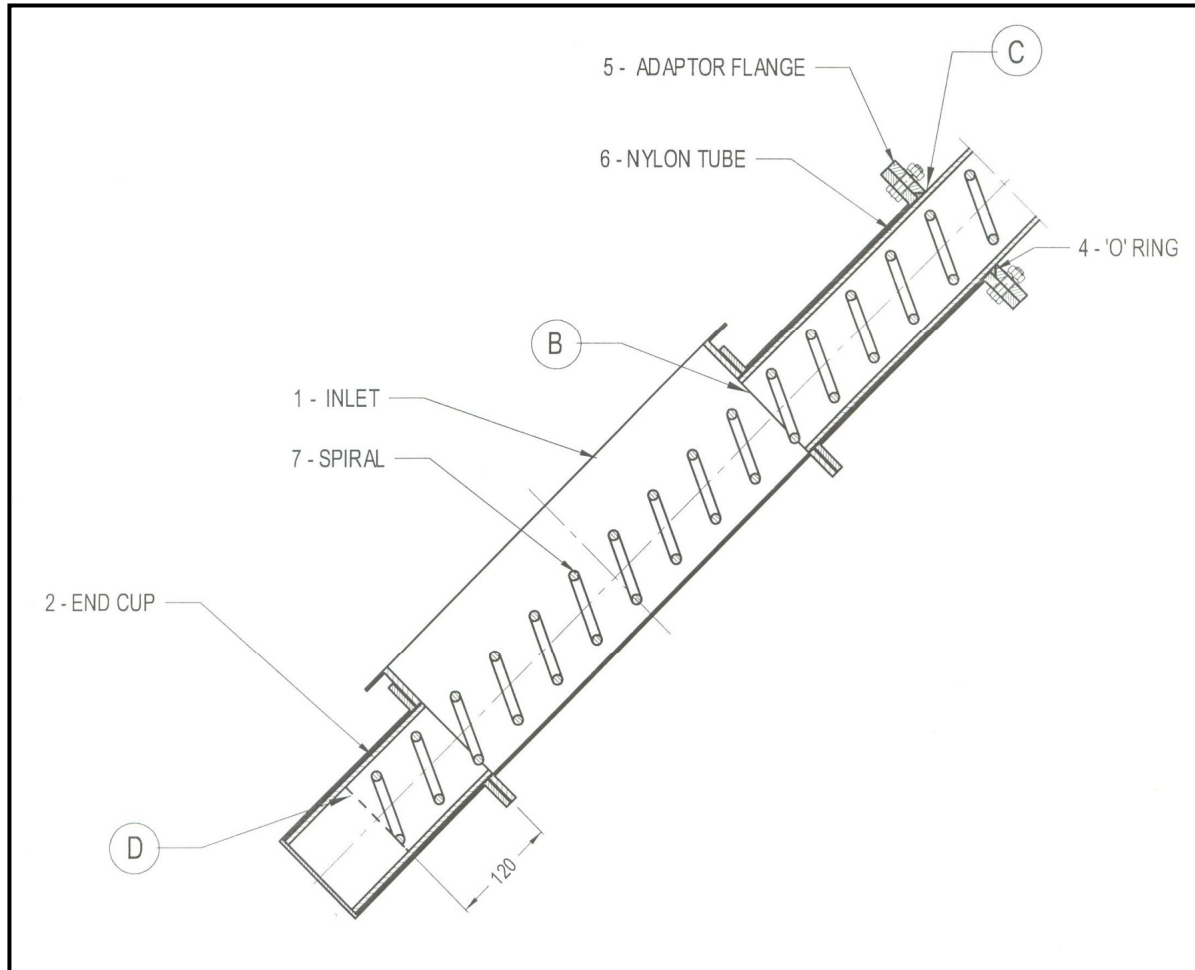 C
5 - ADAPTOR FLANGE
6 - NYLON TUBE
4 - 'O' RING
B
1 - INLET
7 - SPIRAL
2 - END CUP
D
120